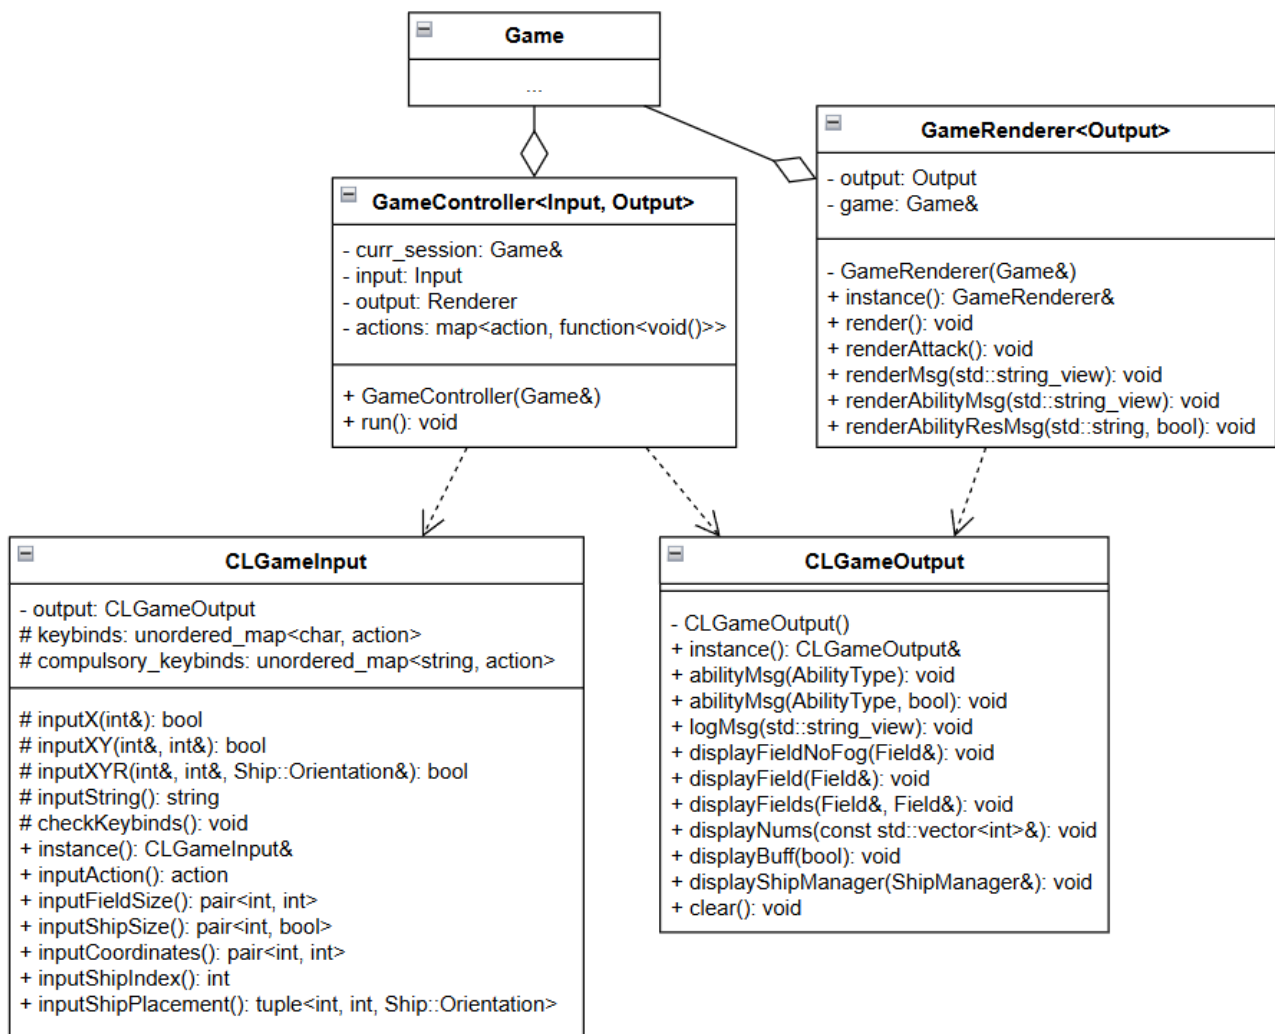 Game
...
GameRenderer<Output>
- output: Output
- game: Game&
- GameRenderer(Game&)
+ instance(): GameRenderer&
+ render(): void
+ renderAttack(): void
+ renderMsg(std::string_view): void
+ renderAbilityMsg(std::string_view): void
+ renderAbilityResMsg(std::string, bool): void
GameController<Input, Output>
- curr_session: Game&
- input: Input
- output: Renderer
- actions: map<action, function<void()>>
+ GameController(Game&)
+ run(): void
CLGameInput
- output: CLGameOutput
# keybinds: unordered_map<char, action>
# compulsory_keybinds: unordered_map<string, action>
# inputX(int&): bool
# inputXY(int&, int&): bool
# inputXYR(int&, int&, Ship::Orientation&): bool
# inputString(): string
# checkKeybinds(): void
+ instance(): CLGameInput&
+ inputAction(): action
+ inputFieldSize(): pair<int, int>
+ inputShipSize(): pair<int, bool>
+ inputCoordinates(): pair<int, int>
+ inputShipIndex(): int
+ inputShipPlacement(): tuple<int, int, Ship::Orientation>
CLGameOutput
- CLGameOutput()
+ instance(): CLGameOutput&
+ abilityMsg(AbilityType): void
+ abilityMsg(AbilityType, bool): void
+ logMsg(std::string_view): void
+ displayFieldNoFog(Field&): void
+ displayField(Field&): void
+ displayFields(Field&, Field&): void
+ displayNums(const std::vector<int>&): void
+ displayBuff(bool): void
+ displayShipManager(ShipManager&): void
+ clear(): void